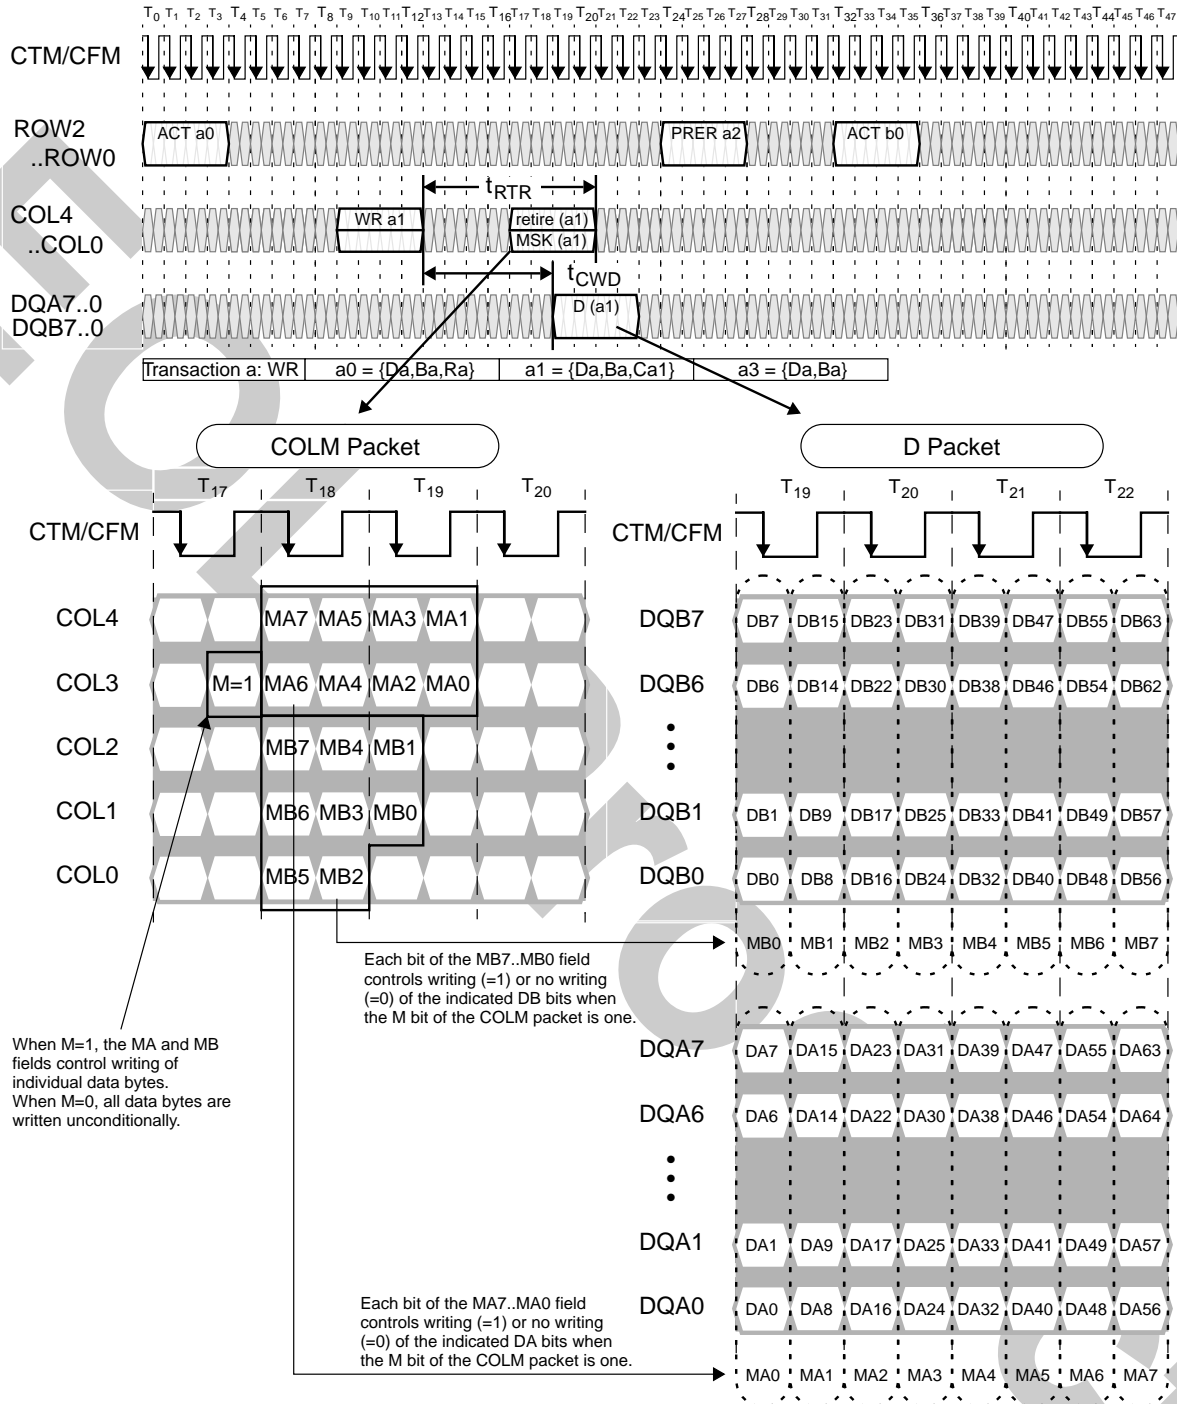 T0 T1 T2 T3 T4 T5 T6 T7 T8 T9 T10 T11 T12 T13 T14 T15 T16 T17 T18 T19 T20 T21 T22 T23 T24 T25 T26 T27 T28 T29 T30 T31 T32 T33 T34 T35 T36 T37 T38 T39 T40 T41 T42 T43 T44 T45 T46 T47
CTM/CFM
ROW2
..ROW0
ACT a0 PRER a2 ACT b0
tRTR
COL4
..COL0
WR a1 retire (a1)
MSK (a1)
tCWD
DQA7..0
DQB7..0
D (a1)
Transaction a: WR a0 = {Da,Ba,Ra} a1 = {Da,Ba,Ca1} a3 = {Da,Ba}
COLM Packet
T17 T18 T19 T20
CTM/CFM
COL4 MA7 MA5 MA3 MA1
COL3 M=1 MA6 MA4 MA2 MA0
COL2 MB7 MB4 MB1
COL1 MB6 MB3 MB0
COL0 MB5 MB2
When M=1, the MA and MB
fields control writing of
individual data bytes.
When M=0, all data bytes are
written unconditionally.
Each bit of the MB7..MB0 field
controls writing (=1) or no writing
(=0) of the indicated DB bits when
the M bit of the COLM packet is one.
Each bit of the MA7..MA0 field
controls writing (=1) or no writing
(=0) of the indicated DA bits when
the M bit of the COLM packet is one.
D Packet
T19 T20 T21 T22
CTM/CFM
DQB7 DB7 DB15 DB23 DB31 DB39 DB47 DB55 DB63
DQB6 DB6 DB14 DB22 DB30 DB38 DB46 DB54 DB62
DQB1 DB1 DB9 DB17 DB25 DB33 DB41 DB49 DB57
DQB0 DB0 DB8 DB16 DB24 DB32 DB40 DB48 DB56
MB0 MB1 MB2 MB3 MB4 MB5 MB6 MB7
DQA7 DA7 DA15 DA23 DA31 DA39 DA47 DA55 DA63
DQA6 DA6 DA14 DA22 DA30 DA38 DA46 DA54 DA64
DQA1 DA1 DA9 DA17 DA25 DA33 DA41 DA49 DA57
DQA0 DA0 DA8 DA16 DA24 DA32 DA40 DA48 DA56
MA0 MA1 MA2 MA3 MA4 MA5 MA6 MA7